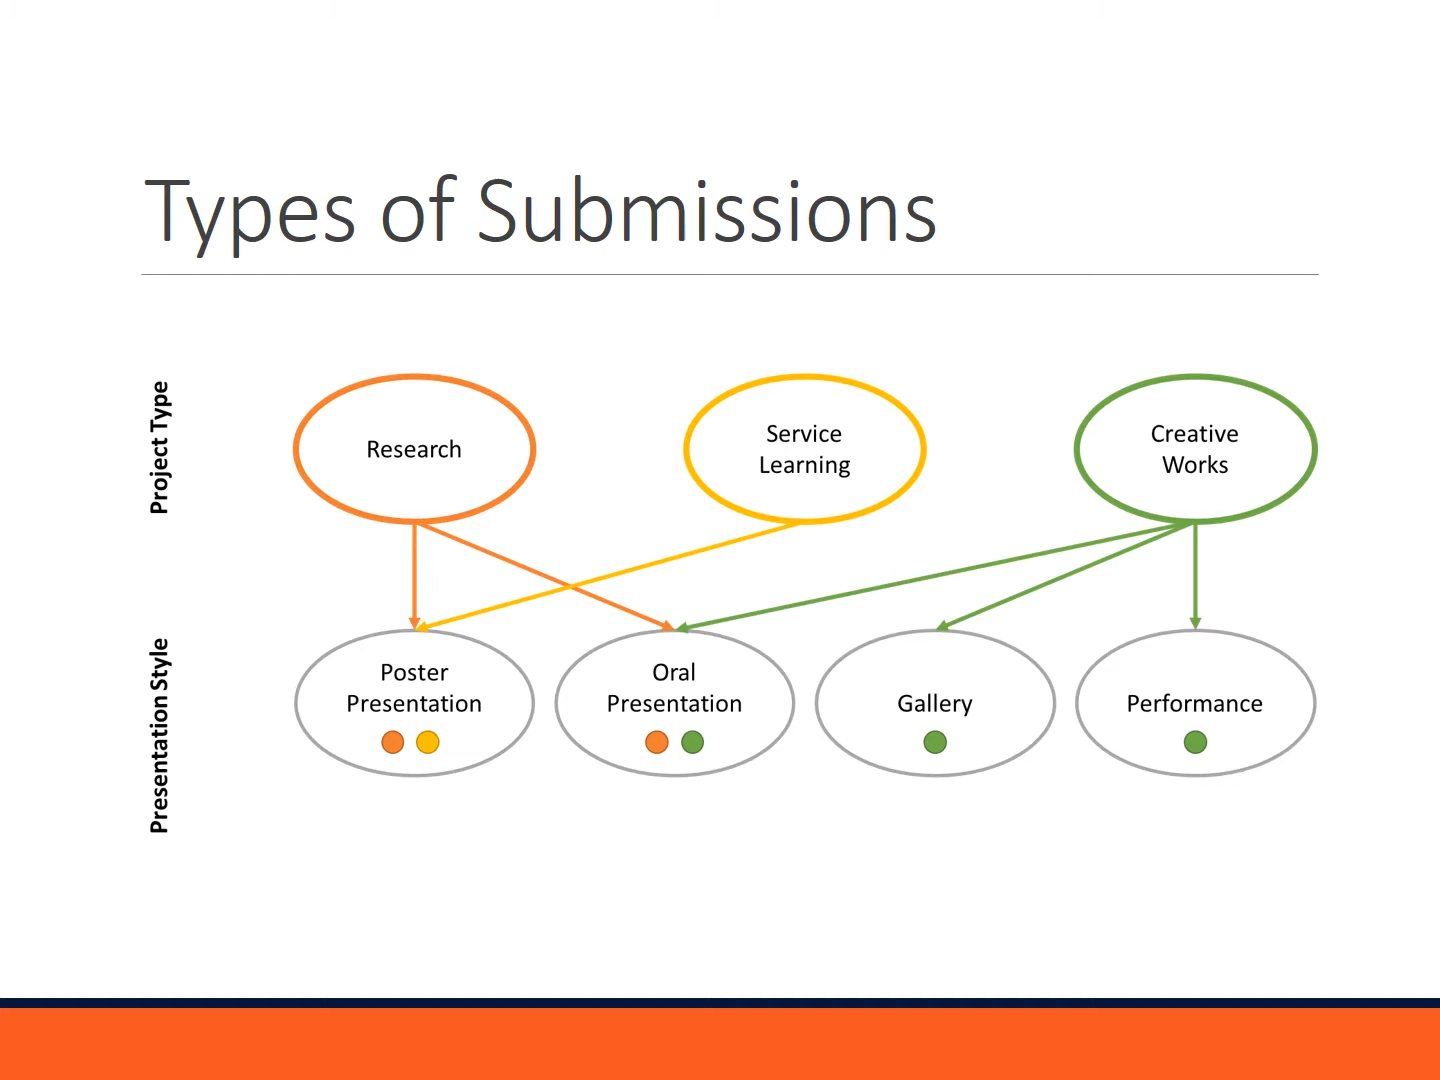 Types of Submissions
Project Type
Research
Service
Learning
Creative
Works
Presentation Style
Poster
Presentation
Oral
Presentation
Gallery
Performance